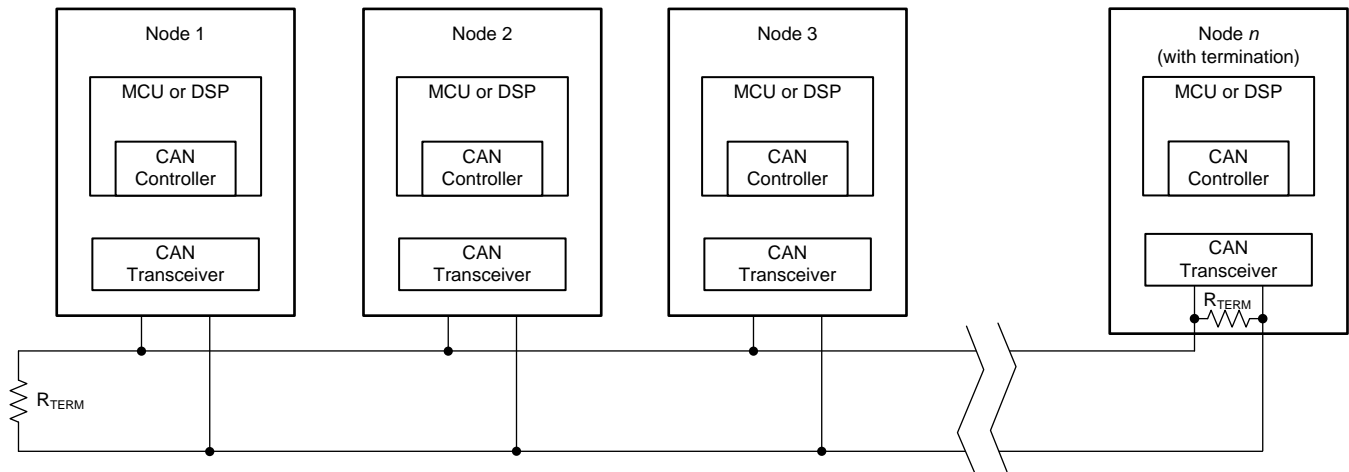 Node 1
MCU or DSP
CAN
Controller
CAN
Transceiver
Node 2
MCU or DSP
CAN
Controller
CAN
Transceiver
Node 3
MCU or DSP
CAN
Controller
CAN
Transceiver
Node n
(with termination)
MCU or DSP
CAN
Controller
CAN
Transceiver
RTERM
RTERM